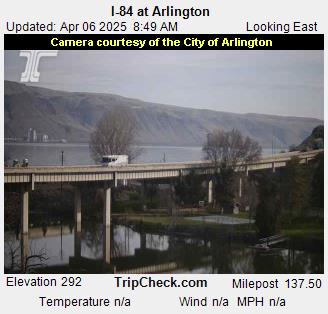 I-84 at Arlington
Updated: Apr 06 2025 8:49 AM Looking East
Camera courtesy of the City of Arlington
Elevation 292 TripCheck.com Milepost 137.50
Temperature n/a Wind n/a MPH n/a